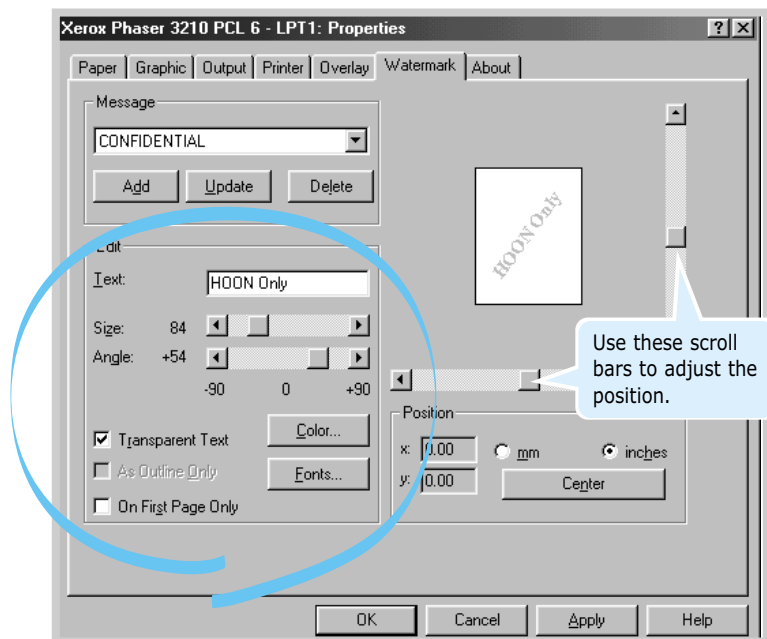 Xerox Phaser 3210 PCL 6 - LPT1: Properties
Paper Graphic Output Printer Overlay Watermark About
Message
CONFIDENTIAL
Add Update Delete
Edit
Text: HOON Only
Size: 84
Angle: +54
-90 0 +90
Transparent Text
Color...
As Outline Only
Fonts...
On First Page Only
HOON Only
Use these scroll
bars to adjust the
position.
Position
x: 0.00 mm inches
y: 0.00 Center
OK Cancel Apply Help